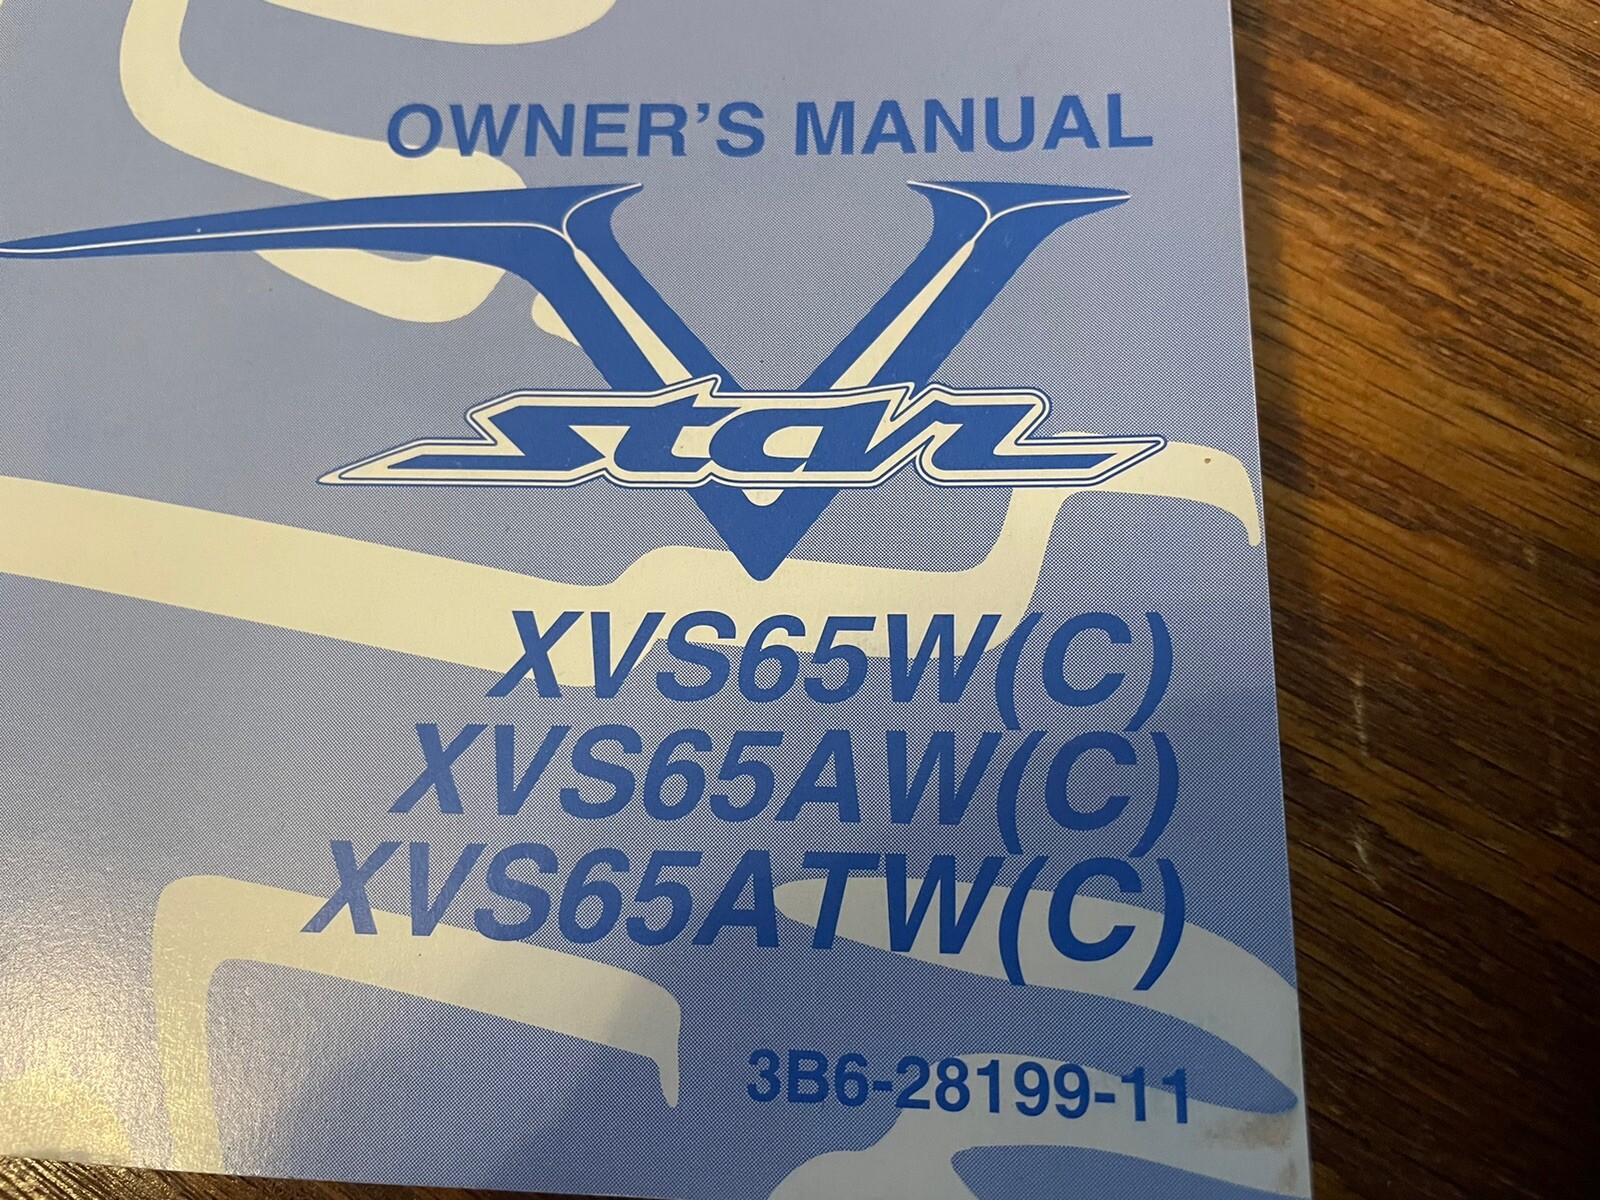 OWNER'S MANUAL
V
star
XVS65W(C)
XVS65AW(C)
XVS65ATW(C)
3B6-28199-11